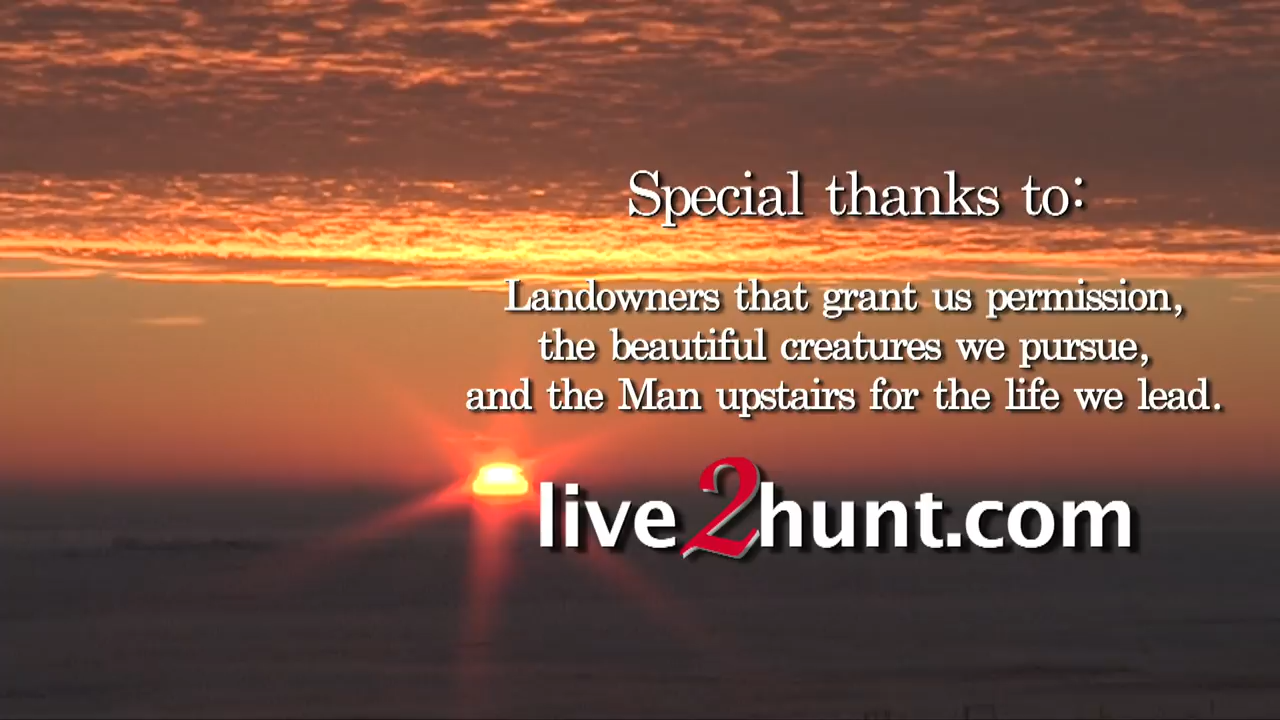 Special thanks to:
Landowners that grant us permission,
the beautiful creatures we pursue,
and the Man upstairs for the life we lead.
live2hunt.com